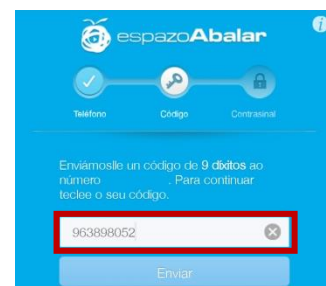 espazoAbalar
i
Teléfono Código Contrasinal
Enviámoslle un código de 9 díxitos ao
número . Para continuar
teclee o seu código.
963898052
Enviar